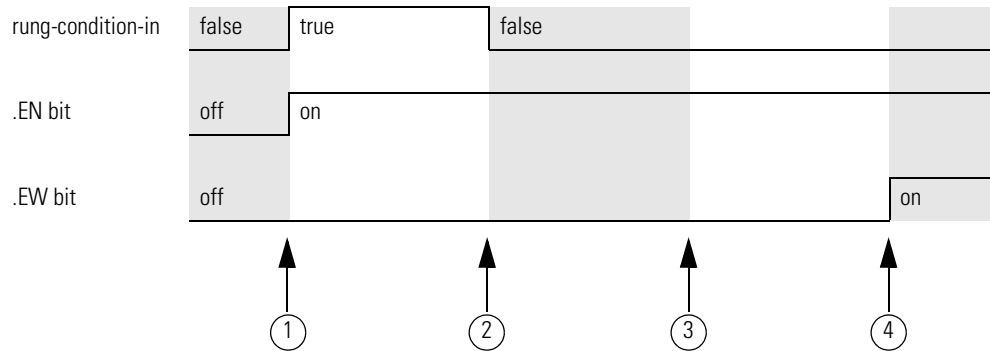 rung-condition-in false true false
.EN bit off on
.EW bit off on
1 2 3 4